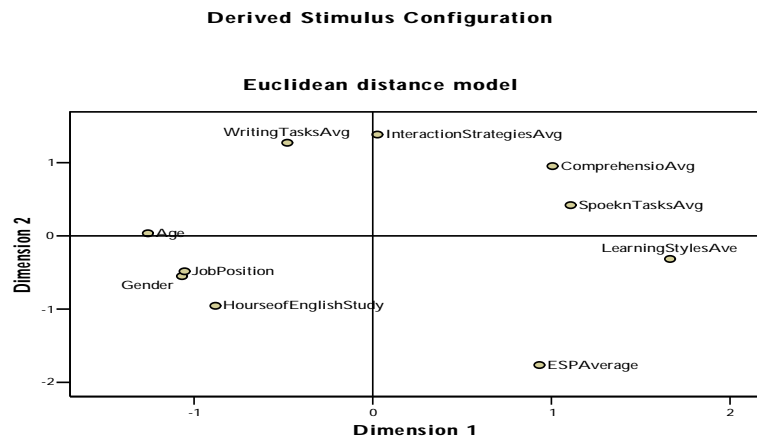 Derived Stimulus Configuration
Euclidean distance model
WritingTasksAvg
InteractionStrategiesAvg
ComprehensioAvg
SpoeknTasksAvg
Age
LearningStylesAve
JobPosition
Gender
HourseofEnglishStudy
ESPAverage
Dimension 2
1
0
-1
-2
-1
0
1
2
Dimension 1